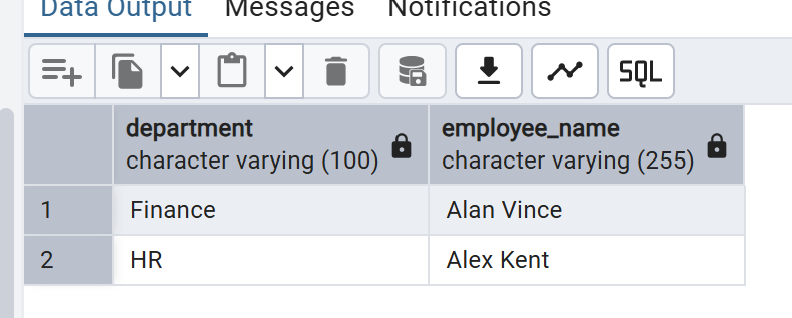 Data Output Messages Notifications
SQL
department employee_name
character varying (100) character varying (255)
1 Finance Alan Vince
2 HR Alex Kent